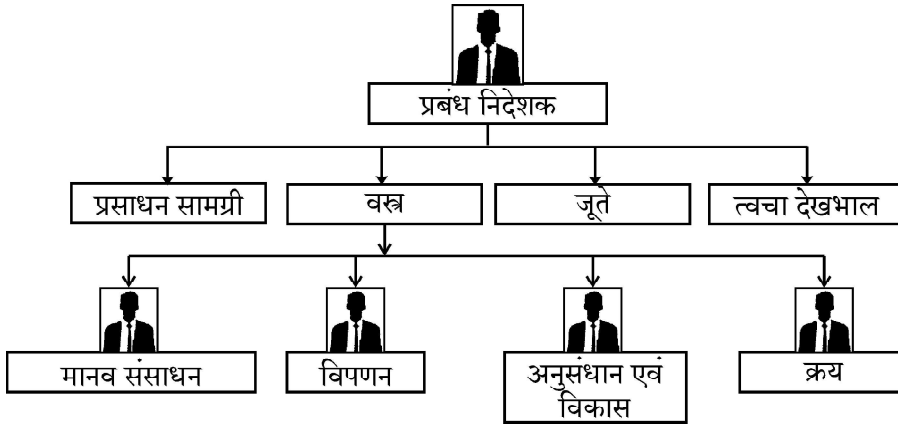 प्रबंध निदेशक
प्रसाधन सामग्री
वस्त्र
जूते
त्वचा देखभाल
मानव संसाधन
विपणन
अनुसंधान एवं
विकास
क्रय